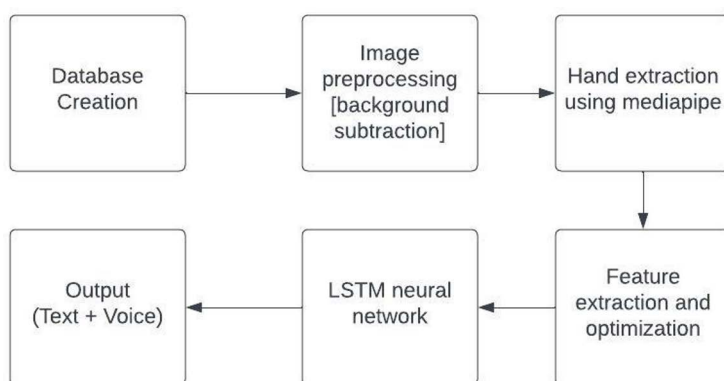 Database
Creation
Image
preprocessing
[background
subtraction]
Hand extraction
using mediapipe
Feature
extraction and
optimization
LSTM neural
network
Output
(Text + Voice)